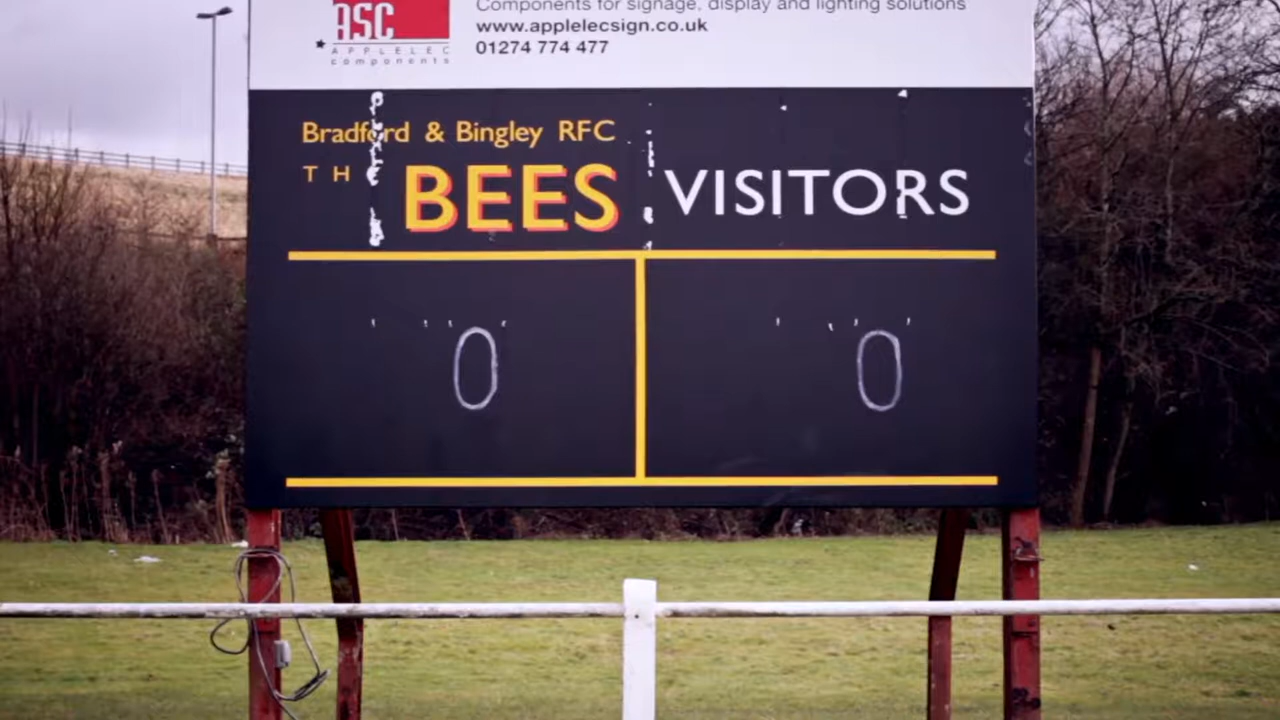 ASC
APPLELEC
components
Components for signage, display and lighting solutions
www.applelecsign.co.uk
01274 774 477
Bradford & Bingley RFC
TH
BEES
VISITORS
0
0